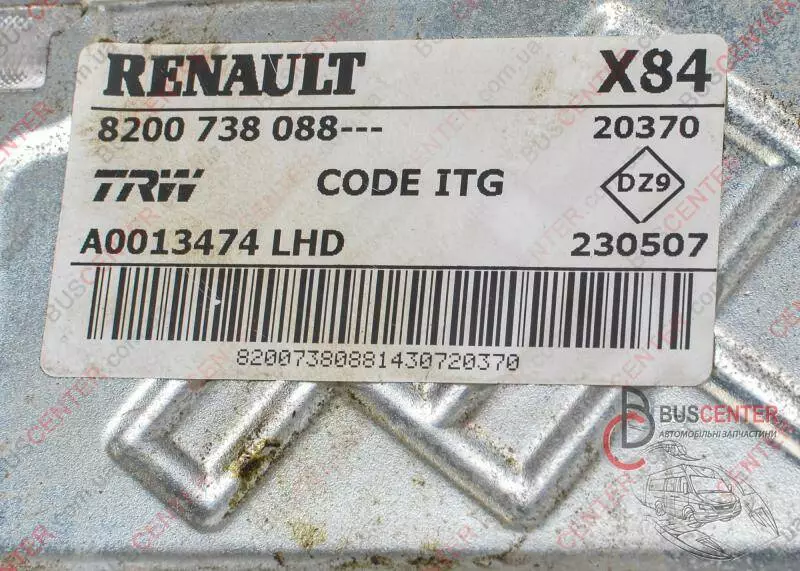 RENAULT X84
8200 738 088--- 20370
TRW CODE ITG DZ9
A0013474 LHD 230507
82007380881430720370
BUSCENTER
АВТОМОБІЛЬНІ ЗАПЧАСТИНИ